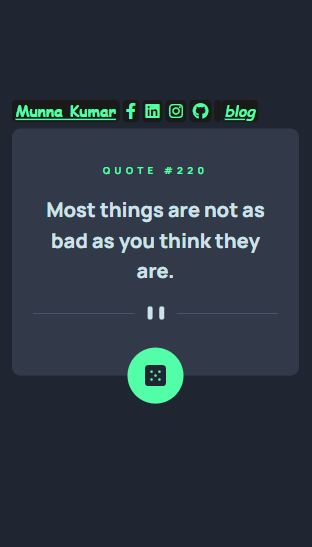 Munna Kumar blog
QUOTE #220
Most things are not as
bad as you think they
are.